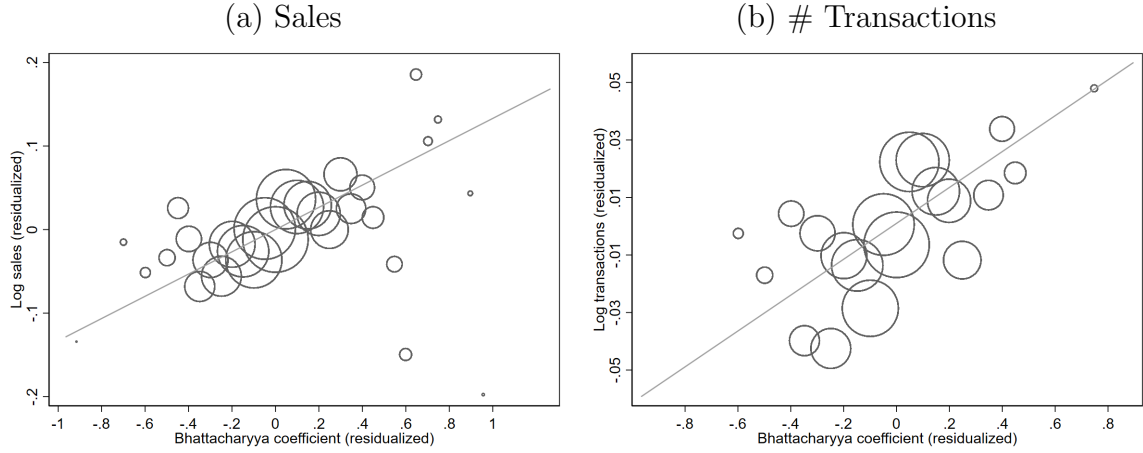 (a) Sales
(b) # Transactions
Log sales (residualized)
.2
.1
0
-.1
-.2
-1 -.8 -.6 -.4 -.2 0 .2 .4 .6 .8 1
Bhattacharyya coefficient (residualized)
Log transactions (residualized)
.05
.03
.01
-.01
-.03
-.05
-.8 -.6 -.4 -.2 0 .2 .4 .6 .8
Bhattacharyya coefficient (residualized)